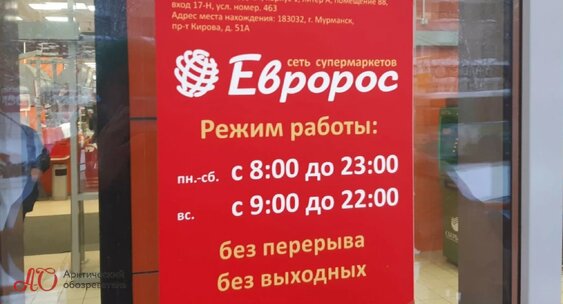 вход 17-Н, усл. номер. 463
Адрес места нахождения: 183032, г. Мурманск,
пр-т Кирова, д. 51А
сеть супермаркетов
Евророс
Режим работы:
пн.-сб. с 8:00 до 23:00
вс. с 9:00 до 22:00
без перерыва
без выходных
АО Арктический
обозреватель